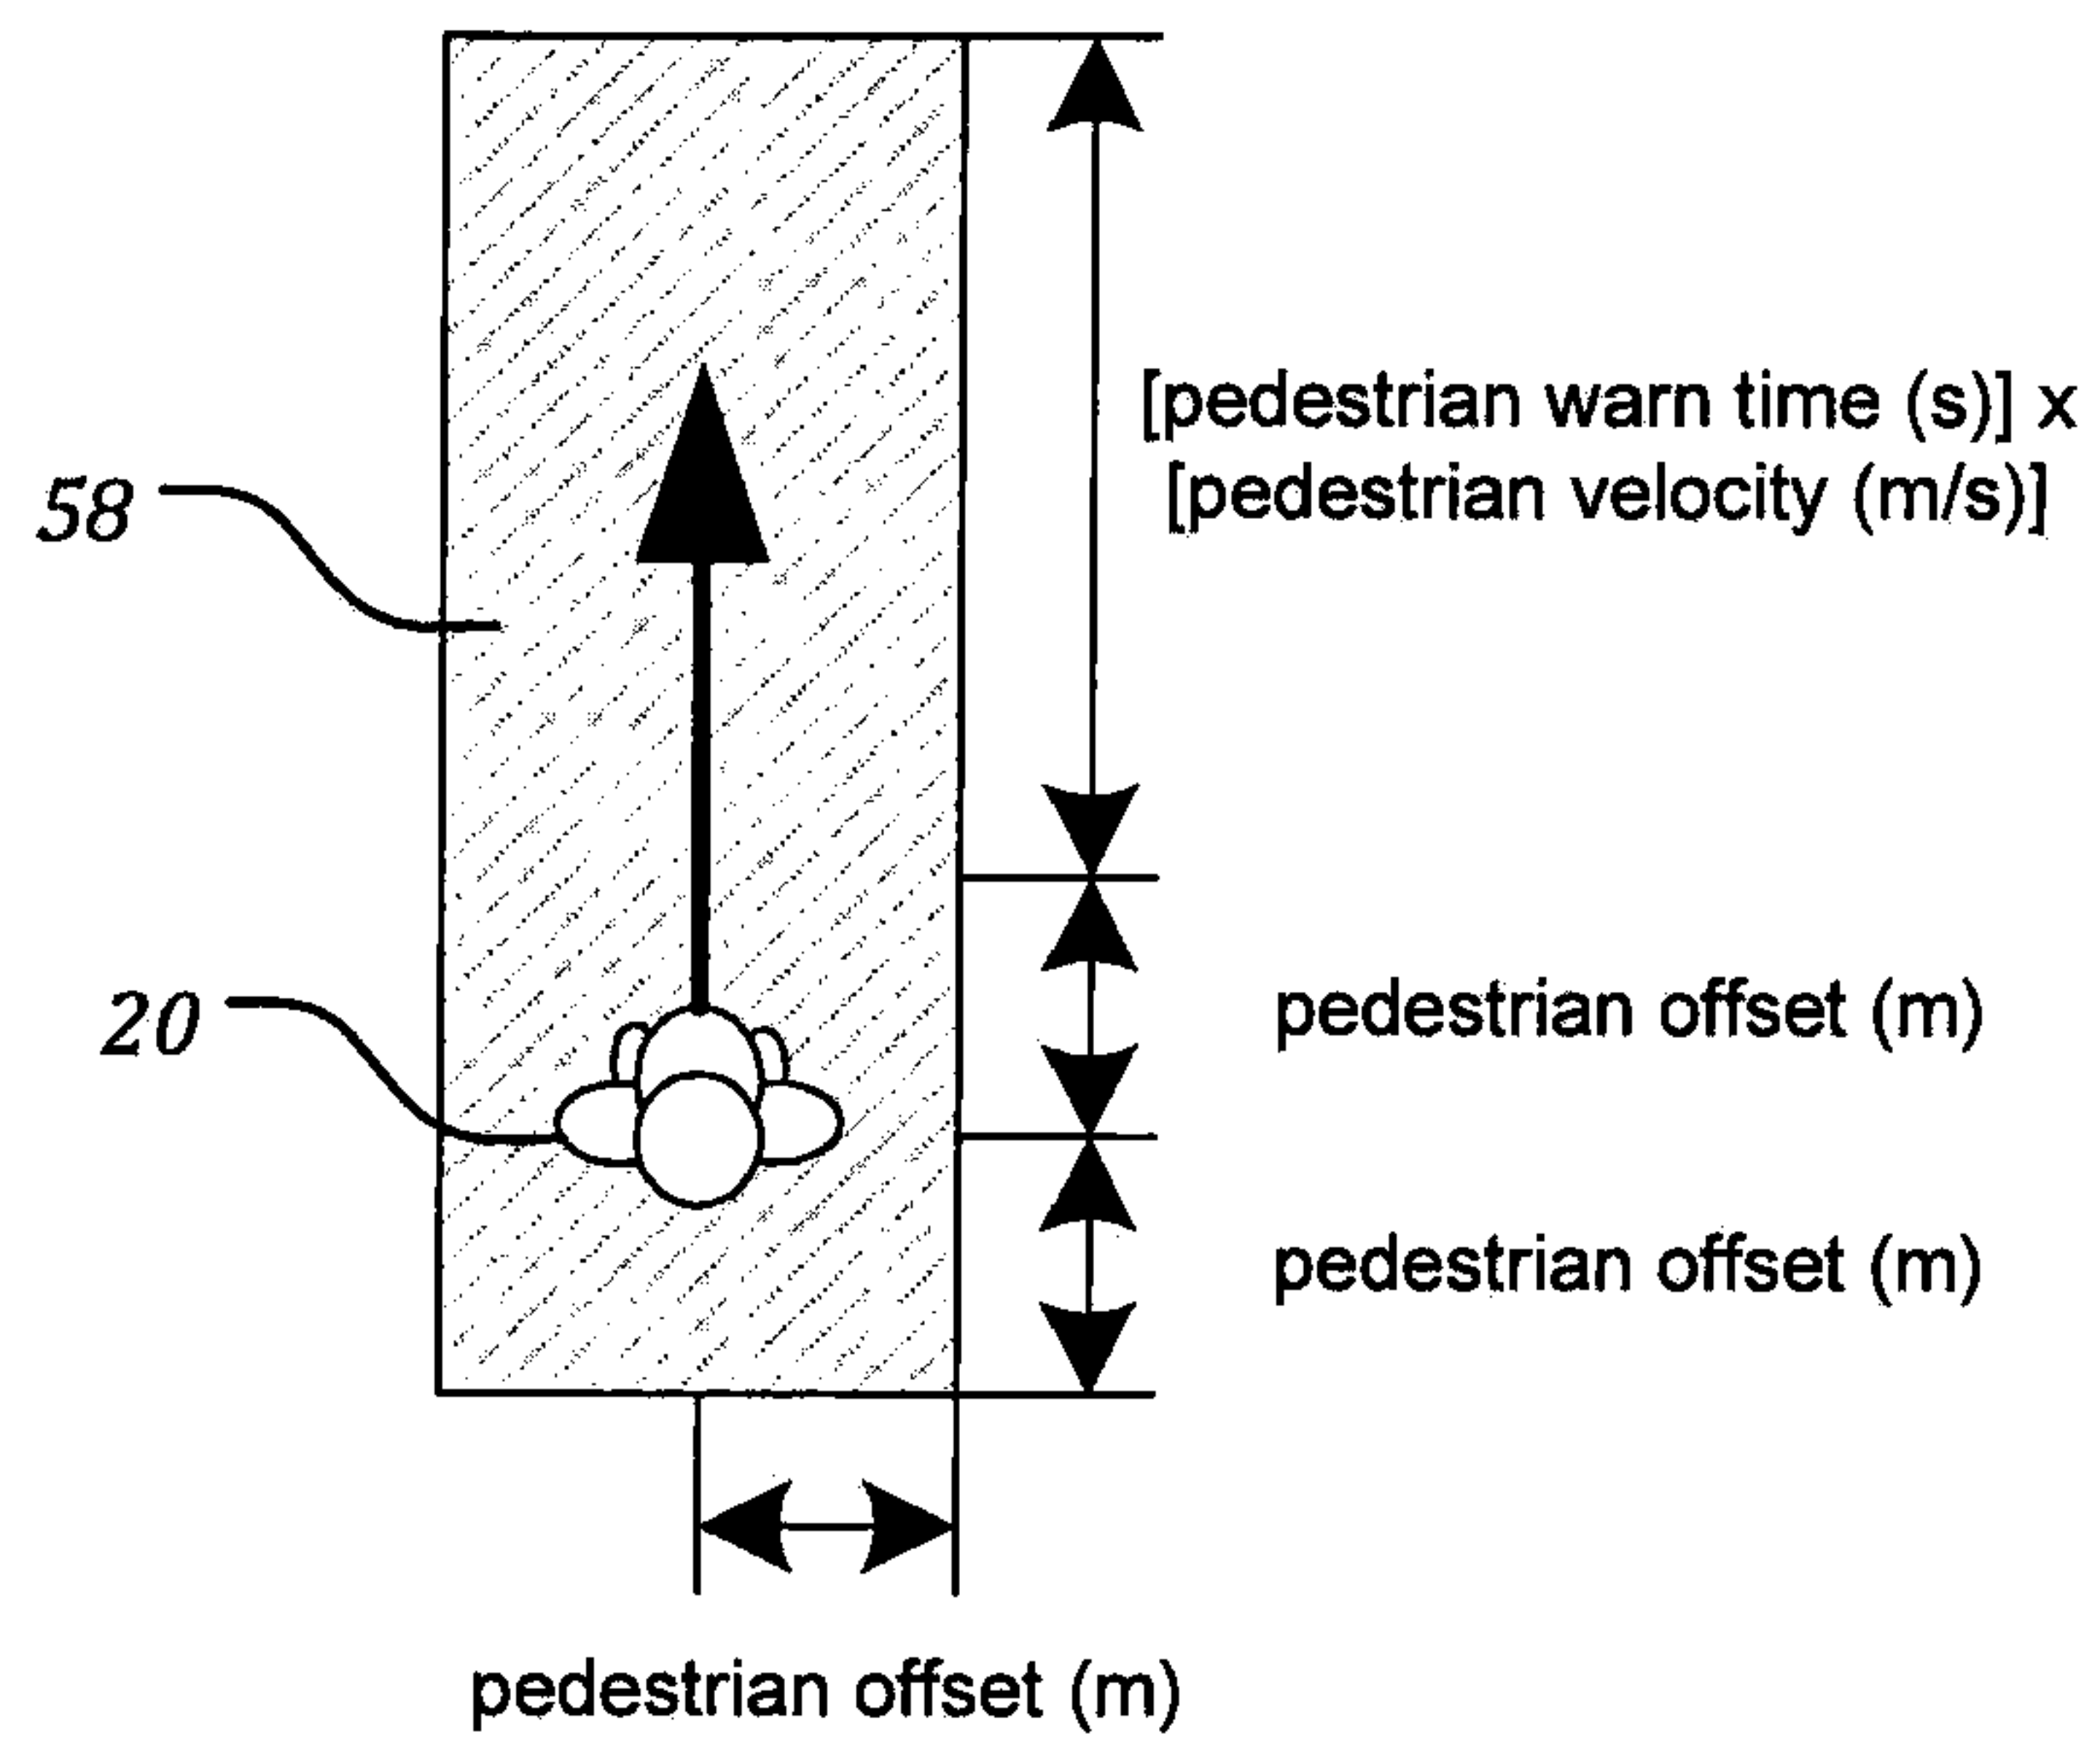 [pedestrian warn time (s)] x
[pedestrian velocity (m/s)]
58
20
pedestrian offset (m)
pedestrian offset (m)
pedestrian offset (m)